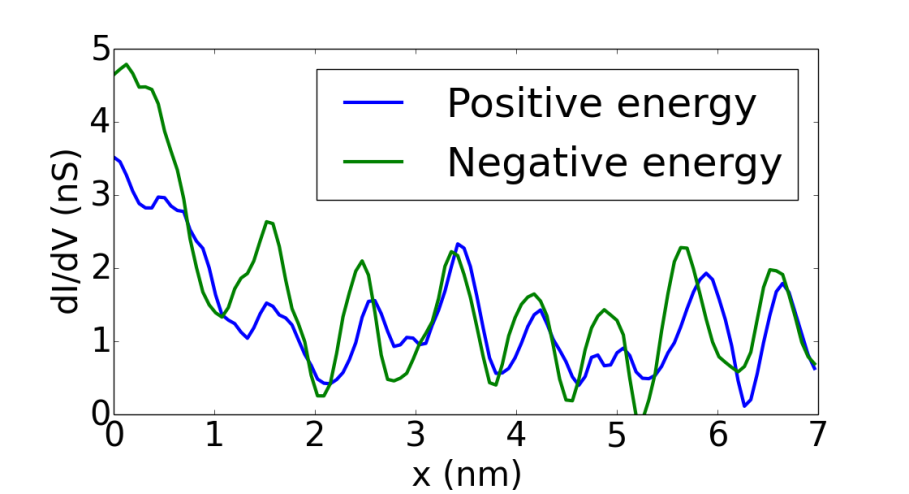 5
4
3
2
1
0
dI/dV (nS)
Positive energy
Negative energy
0 1 2 3 4 5 6 7
x (nm)